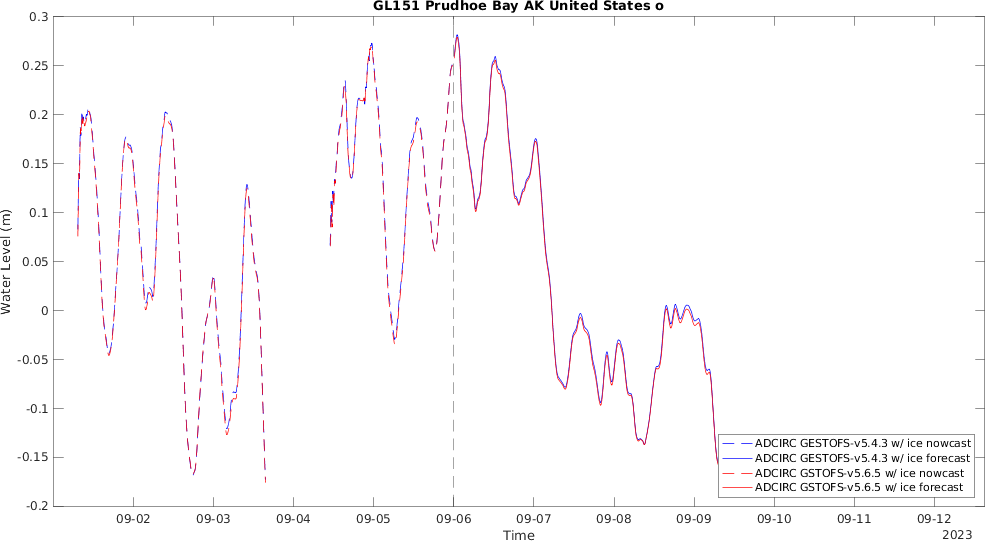 GL151 Prudhoe Bay AK United States o
0.3
0.25
0.2
0.15
0.1
0.05
0
-0.05
-0.1
-0.15
-0.2
Water Level (m)
ADCIRC GESTOFS-v5.4.3 w/ ice nowcast
ADCIRC GESTOFS-v5.4.3 w/ ice forecast
ADCIRC GSTOFS-v5.6.5 w/ ice nowcast
ADCIRC GSTOFS-v5.6.5 w/ ice forecast
09-02 09-03 09-04 09-05 09-06 09-07 09-08 09-09 09-10 09-11 09-12
Time
2023